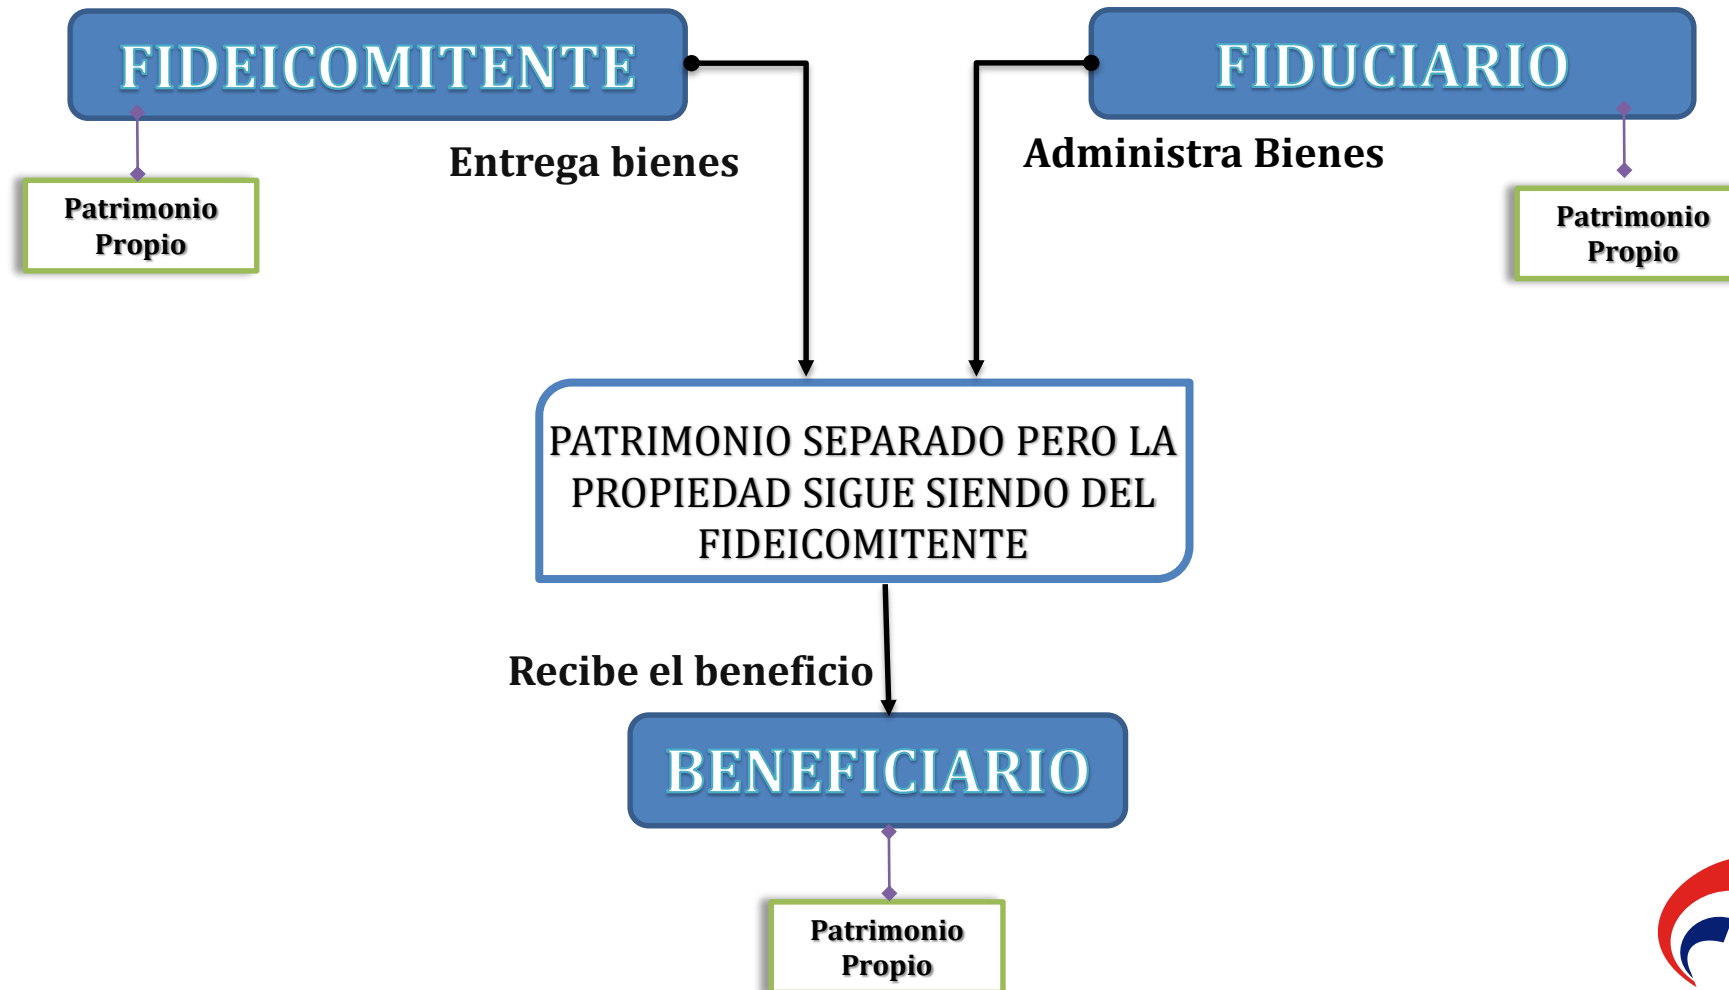 FIDEICOMITENTE
FIDUCIARIO
Entrega bienes
Administra Bienes
Patrimonio
Propio
Patrimonio
Propio
PATRIMONIO SEPARADO PERO LA
PROPIEDAD SIGUE SIENDO DEL
FIDEICOMITENTE
Recibe el beneficio
BENEFICIARIO
Patrimonio
Propio